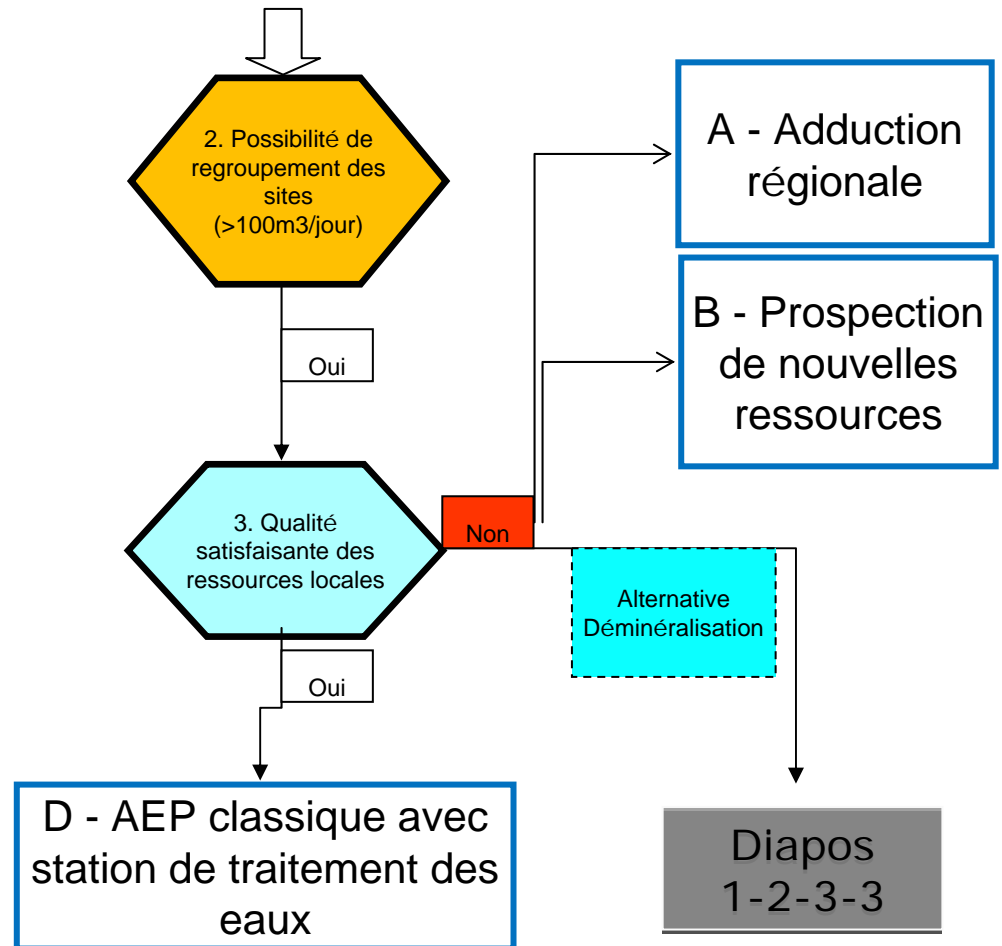 2. Possibilité de
regroupement des
sites
(>100m3/jour)
A - Adduction
régionale
B - Prospection
de nouvelles
ressources
Oui
3. Qualité
satisfaisante des
ressources locales
Non
Alternative
Déminéralisation
Oui
D - AEP classique avec
station de traitement des
eaux
Diapos
1-2-3-3